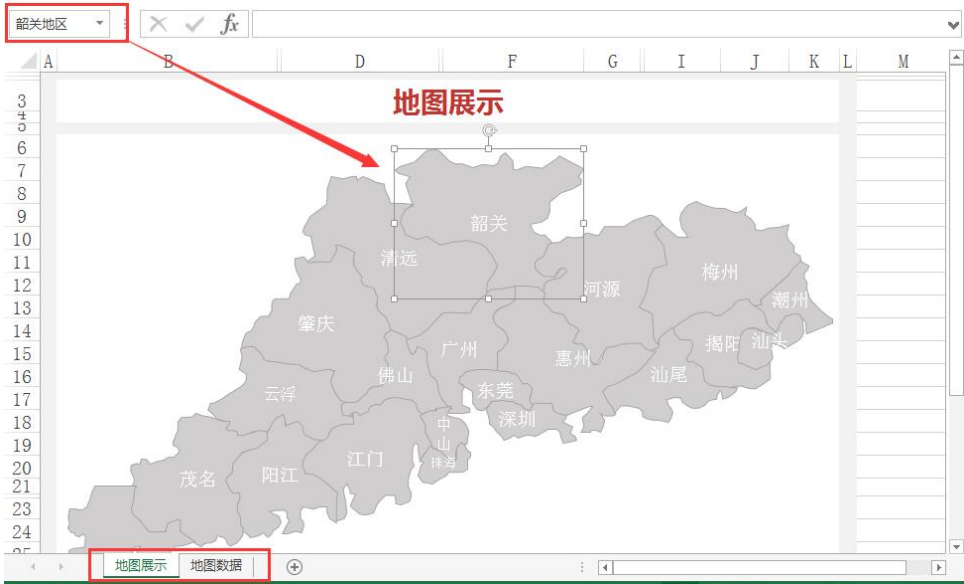 韶关地区
fx
A B D F G I J K L M
地图展示
3
4
5
6
7
8
9
10
11
12
13
14
15
16
17
18
19
20
21
23
24
25
韶关
清远
梅州
河源
潮州
肇庆
广州
揭阳
汕头
惠州
佛山
汕尾
云浮
东莞
深圳
中山
江门
珠海
阳江
茂名
地图展示 地图数据